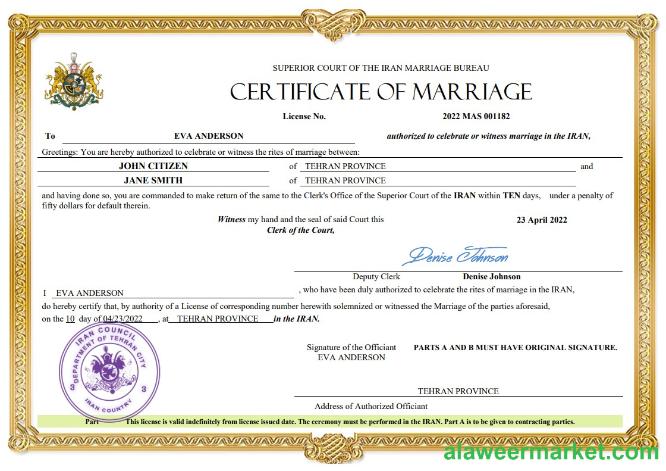 SUPERIOR COURT OF THE IRAN MARRIAGE BUREAU
CERTIFICATE OF MARRIAGE
License No. 2022 MAS 001182
To EVA ANDERSON authorized to celebrate or witness marriage in the IRAN,
Greetings: You are hereby authorized to celebrate or witness the rites of marriage between:
JOHN CITIZEN of TEHRAN PROVINCE and
JANE SMITH of TEHRAN PROVINCE
and having done so, you are commanded to make return of the same to the Clerk's Office of the Superior Court of the IRAN within TEN days, under a penalty of
fifty dollars for default therein.
Witness my hand and the seal of said Court this 23 April 2022
Clerk of the Court,
Denise Johnson
Deputy Clerk Denise Johnson
I EVA ANDERSON , who have been duly authorized to celebrate the rites of marriage in the IRAN,
do hereby certify that, by authority of a License of corresponding number herewith solemnized or witnessed the Marriage of the parties aforesaid,
on the 10 day of 04/23/2022 , at TEHRAN PROVINCE in the IRAN.
IRAN COUNCIL
DEPARTMENT OF TEHRAN CITY
3 3
IRAN COUNTRY
Signature of the Officiant PARTS A AND B MUST HAVE ORIGINAL SIGNATURE.
EVA ANDERSON
TEHRAN PROVINCE
Address of Authorized Officiant
Part This license is valid indefinitely from license issued date. The ceremony must be performed in the IRAN. Part A is to be given to contracting parties.
alaweermarket.com